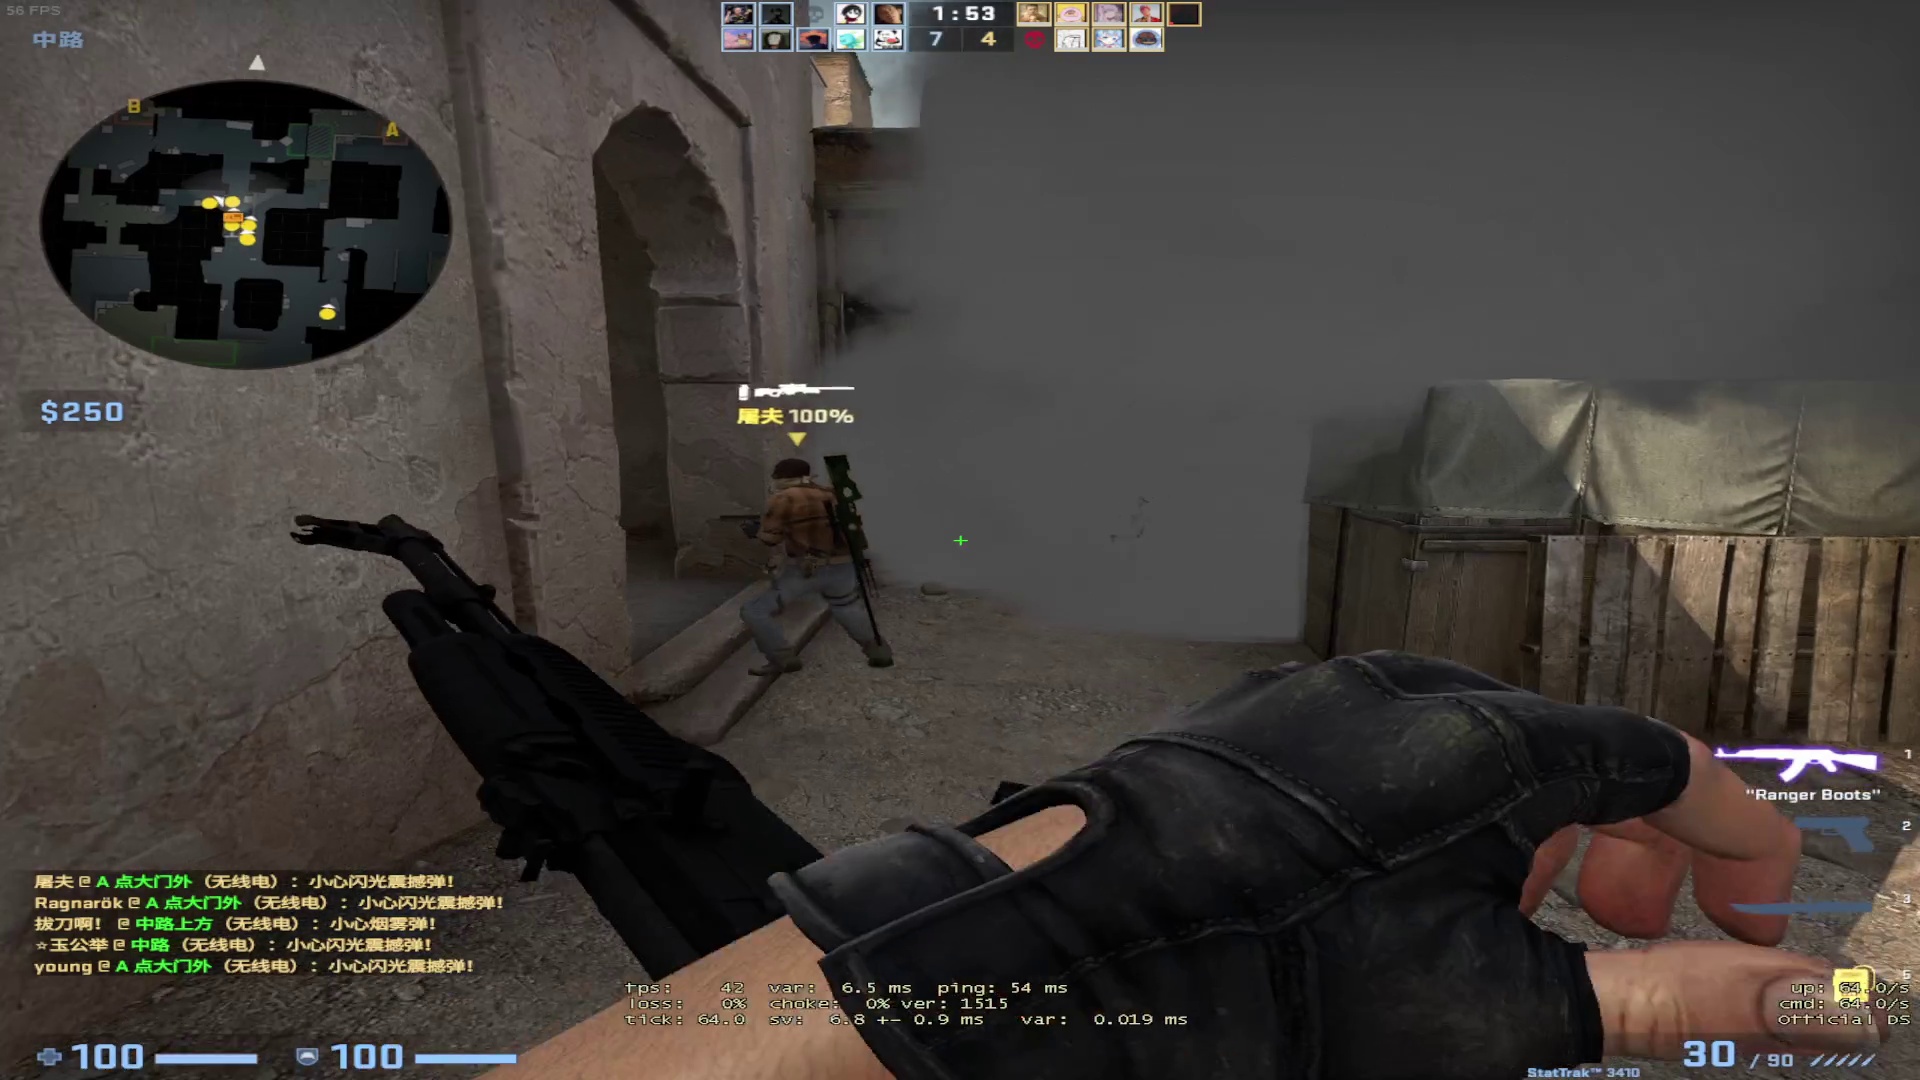 56 FPS
1:53
7 4
中路
B
A
$250
屠夫 100%
1
"Ranger Boots"
2
3
5
屠夫 @ A 点大门外 （无线电）： 小心闪光震撼弹！
Ragnarök @ A 点大门外 （无线电）： 小心闪光震撼弹！
拔刀啊！ @ 中路上方 （无线电）： 小心烟雾弹！
☆玉公举 @ 中路 （无线电）： 小心闪光震撼弹！
young @ A 点大门外 （无线电）： 小心闪光震撼弹！
fps: 42 var: 6.5 ms ping: 54 ms
loss: 0% choke: 0% ver: 1515
tick: 64.0 sv: 6.8 +- 0.9 ms var: 0.019 ms
up: 64.0/s
cmd: 64.0/s
Official DS
100 100
30 / 90
StatTrak™ 3410